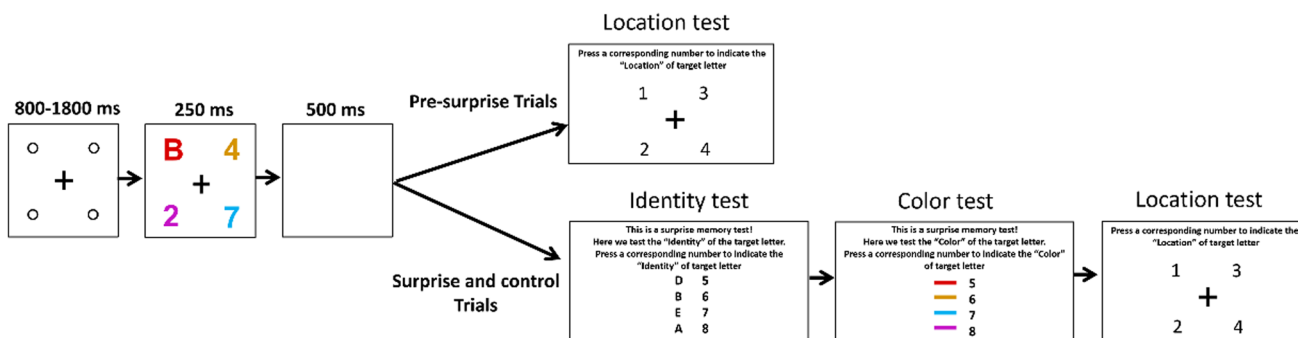 Location test
Press a corresponding number to indicate the
"Location" of target letter
1 3
2 4
800-1800 ms
250 ms
500 ms
B 4
2 7
Pre-surprise Trials
Surprise and control
Trials
Identity test
This is a surprise memory test!
Here we test the "Identity" of the target letter.
Press a corresponding number to indicate the
"Identity" of target letter
D 5
B 6
E 7
A 8
Color test
This is a surprise memory test!
Here we test the "Color" of the target letter.
Press a corresponding number to indicate the "Color"
of target letter
5
6
7
8
Location test
Press a corresponding number to indicate the
"Location" of target letter
1 3
2 4